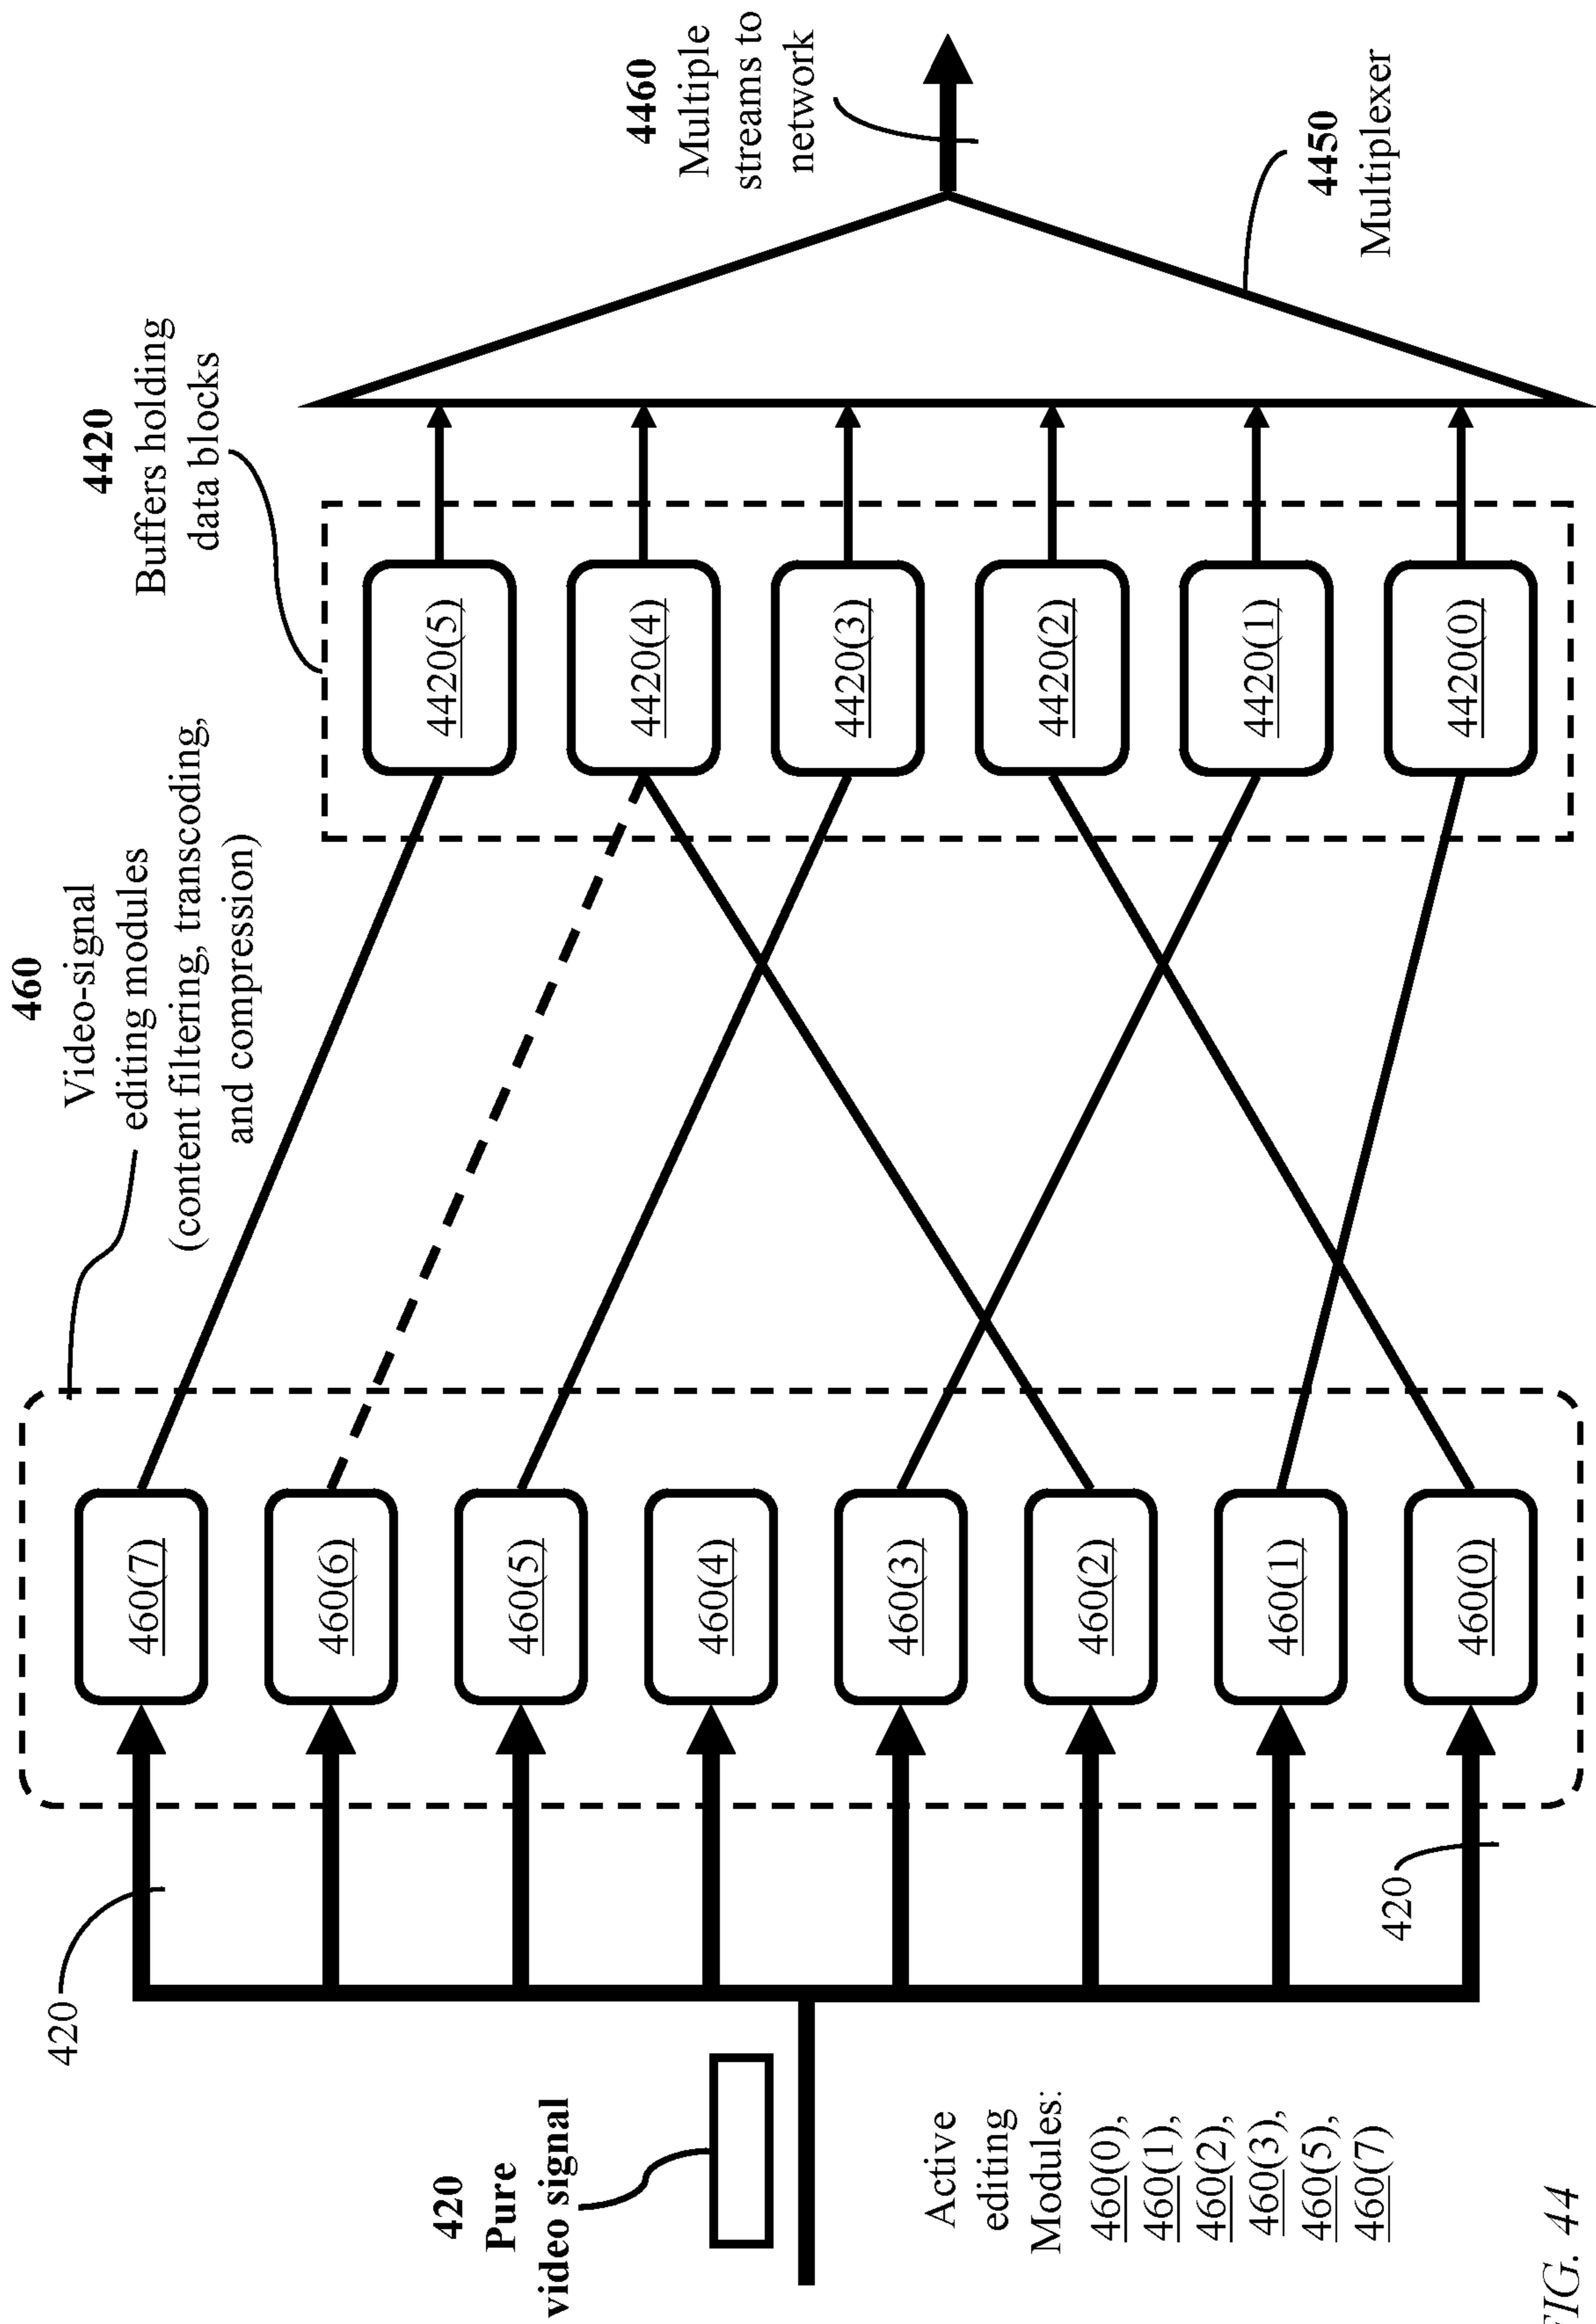 460
Video-signal
editing modules
(content filtering, transcoding,
and compression)
4420
Buffers holding
data blocks
4460
Multiple
streams to
network
4450
Multiplexer
420
460(7)
460(6)
460(5)
460(4)
460(3)
460(2)
460(1)
460(0)
4420(5)
4420(4)
4420(3)
4420(2)
4420(1)
4420(0)
420
Pure
video signal
420
Active
editing
Modules:
460(0),
460(1),
460(2),
460(3),
460(5),
460(7)
FIG. 44